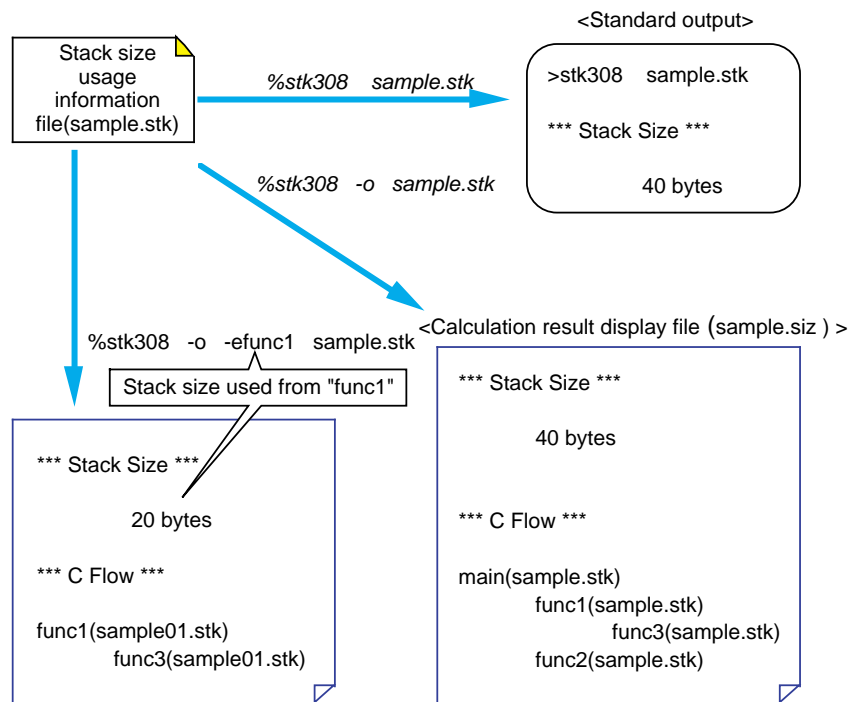 <Standard output>
Stack size
usage
information
file(sample.stk)
%stk308 sample.stk
>stk308 sample.stk
*** Stack Size ***
40 bytes
%stk308 -o sample.stk
%stk308 -o -efunc1 sample.stk
Stack size used from "func1"
*** Stack Size ***
20 bytes
*** C Flow ***
func1(sample01.stk)
func3(sample01.stk)
<Calculation result display file (sample.siz ) >
*** Stack Size ***
40 bytes
*** C Flow ***
main(sample.stk)
func1(sample.stk)
func3(sample.stk)
func2(sample.stk)